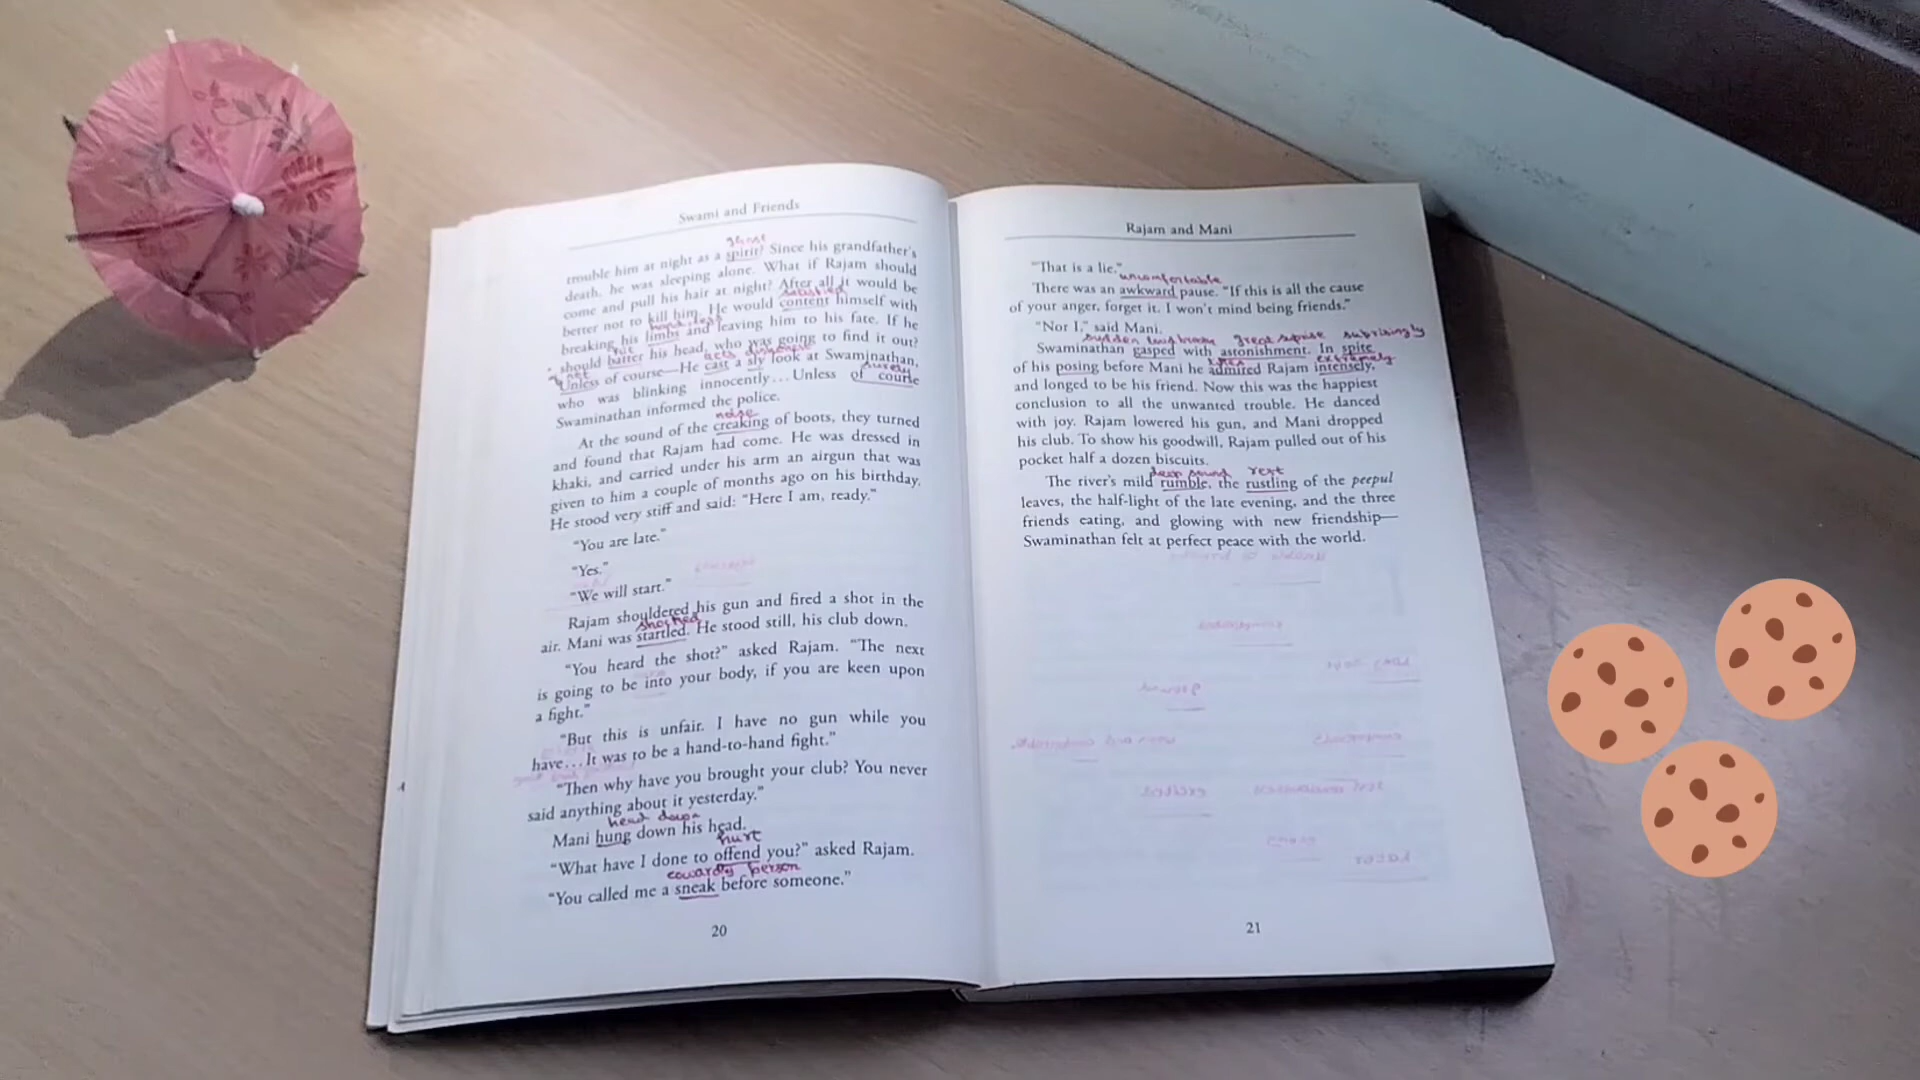 Swami and Friends
ghost
trouble him at night as a spirit? Since his grandfather's
death, he was sleeping alone. What if Rajam should
come and pull his hair at night? After all it would be
satisfied
better not to kill him. He would content himself with
breaking his limbs and leaving him to his fate. If he
should batter his head, who was going to find it out?
Unless of course—He cast a sly look at Swaminathan,
surely
who was blinking innocently...Unless of course
Swaminathan informed the police.
noise
At the sound of the creaking of boots, they turned
and found that Rajam had come. He was dressed in
khaki, and carried under his arm an airgun that was
given to him a couple of months ago on his birthday.
He stood very stiff and said: “Here I am, ready.”
“You are late.”
“Yes.”
“We will start.”
Rajam shouldered his gun and fired a shot in the
shocked
air. Mani was startled. He stood still, his club down.
“You heard the shot?” asked Rajam. “The next
is going to be into your body, if you are keen upon
a fight.”
“But this is unfair. I have no gun while you
have...It was to be a hand-to-hand fight.”
“Then why have you brought your club? You never
said anything about it yesterday.”
head down
Mani hung down his head.
hurt
“What have I done to offend you?” asked Rajam.
cowardly person
“You called me a sneak before someone.”
20
Rajam and Mani
“That is a lie.”
uncomfortable
There was an awkward pause. “If this is all the cause
of your anger, forget it. I won't mind being friends.”
“Nor I,” said Mani.
sudden great
Swaminathan gasped with astonishment. In spite
extremely
of his posing before Mani he admired Rajam intensely,
and longed to be his friend. Now this was the happiest
conclusion to all the unwanted trouble. He danced
with joy. Rajam lowered his gun, and Mani dropped
his club. To show his goodwill, Rajam pulled out of his
pocket half a dozen biscuits.
deep sound rest
The river's mild rumble, the rustling of the peepul
leaves, the half-light of the late evening, and the three
friends eating, and glowing with new friendship—
Swaminathan felt at perfect peace with the world.
21